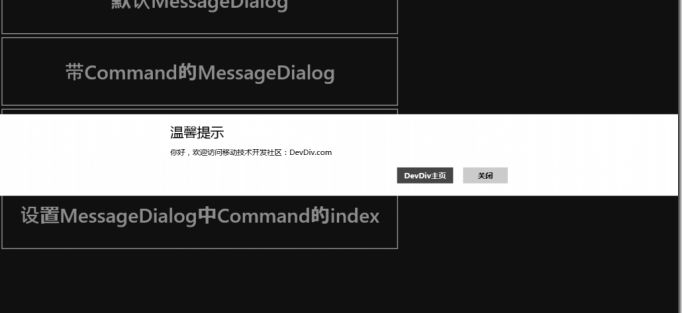 默认MessageDialog
带Command的MessageDialog
温馨提示
你好，欢迎访问移动技术开发社区：DevDiv.com
DevDiv主页 关闭
设置MessageDialog中Command的index